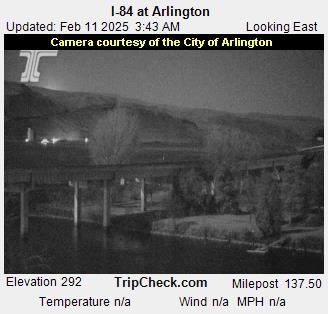 I-84 at Arlington
Updated: Feb 11 2025 3:43 AM Looking East
Camera courtesy of the City of Arlington
Elevation 292 TripCheck.com Milepost 137.50
Temperature n/a Wind n/a MPH n/a